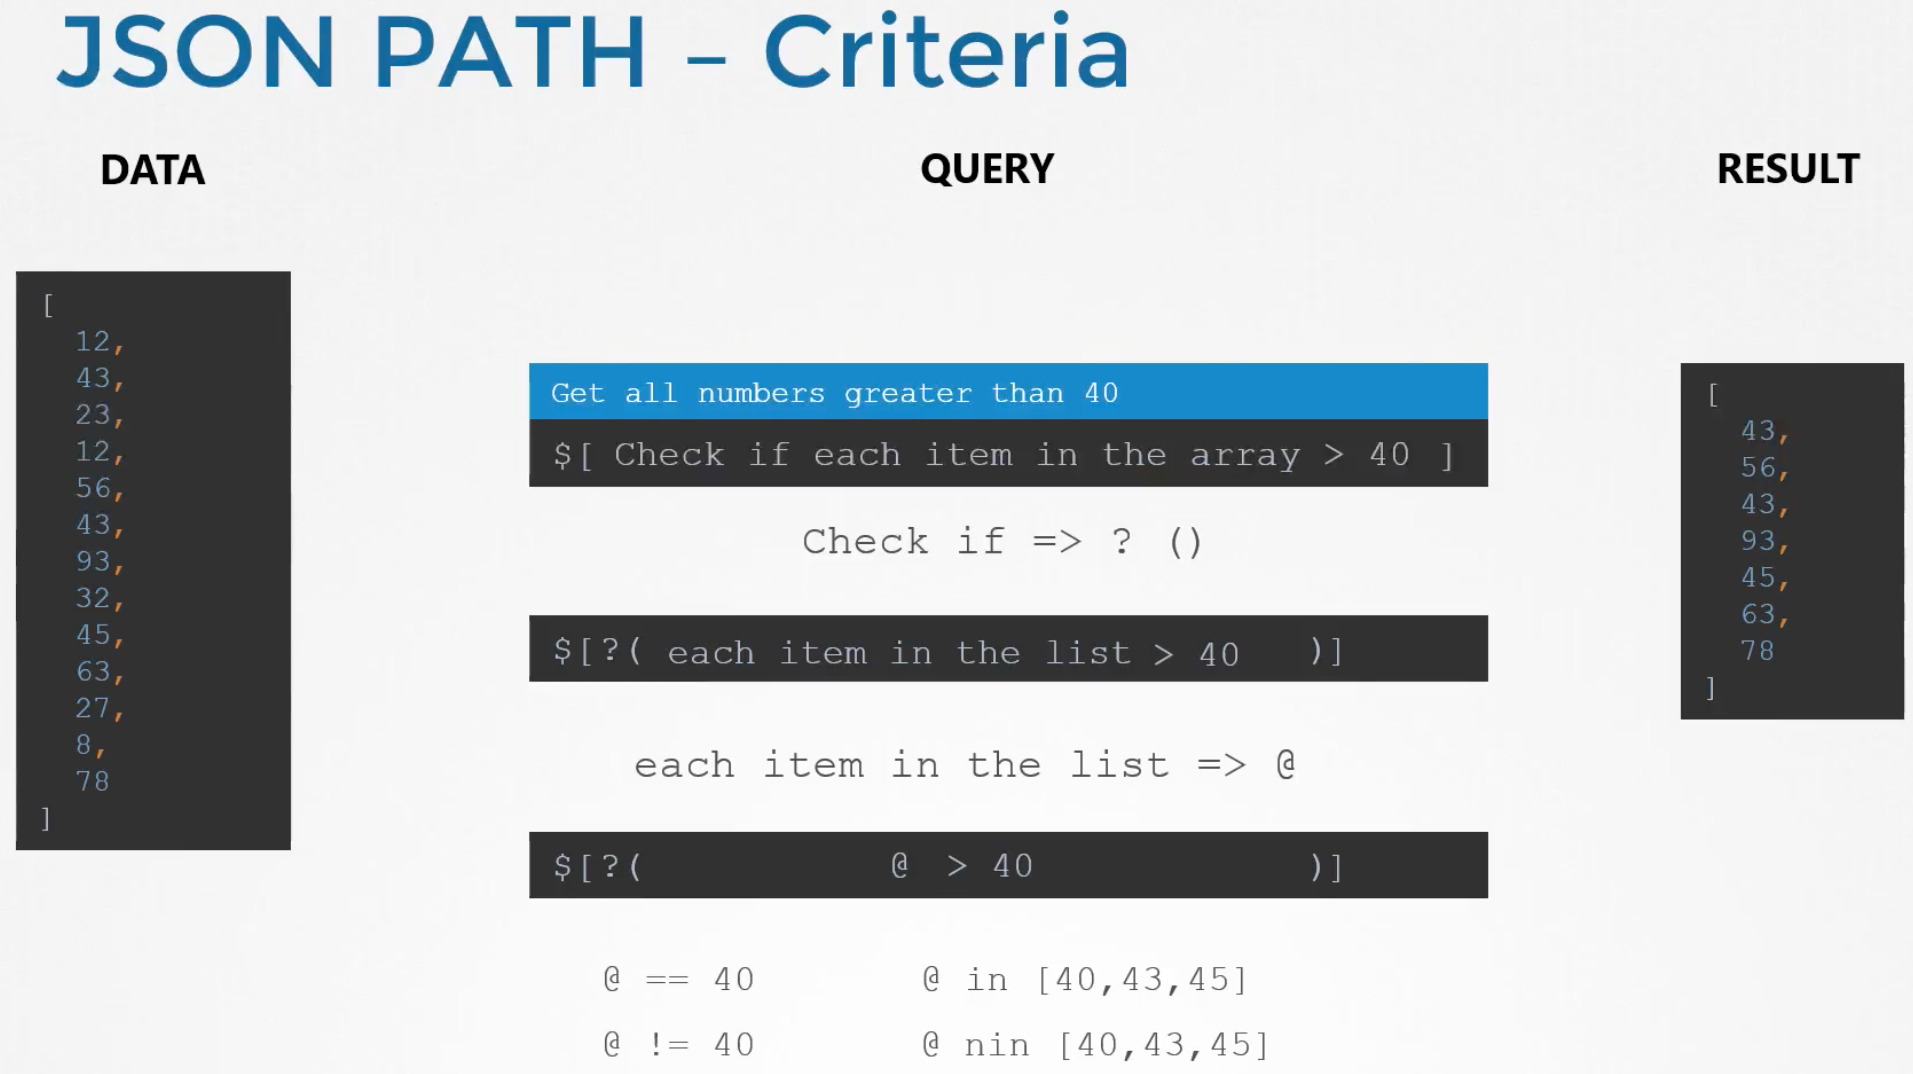 JSON PATH – Criteria
DATA
QUERY
RESULT
[
12,
43,
23,
12,
56,
43,
93,
32,
45,
63,
27,
8,
78
]
Get all numbers greater than 40
$[ Check if each item in the array > 40 ]
Check if => ? ()
$[?( each item in the list > 40 )]
each item in the list => @
$[?( @ > 40 )]
@ == 40
@ in [40,43,45]
@ != 40
@ nin [40,43,45]
[
43,
56,
43,
93,
45,
63,
78
]